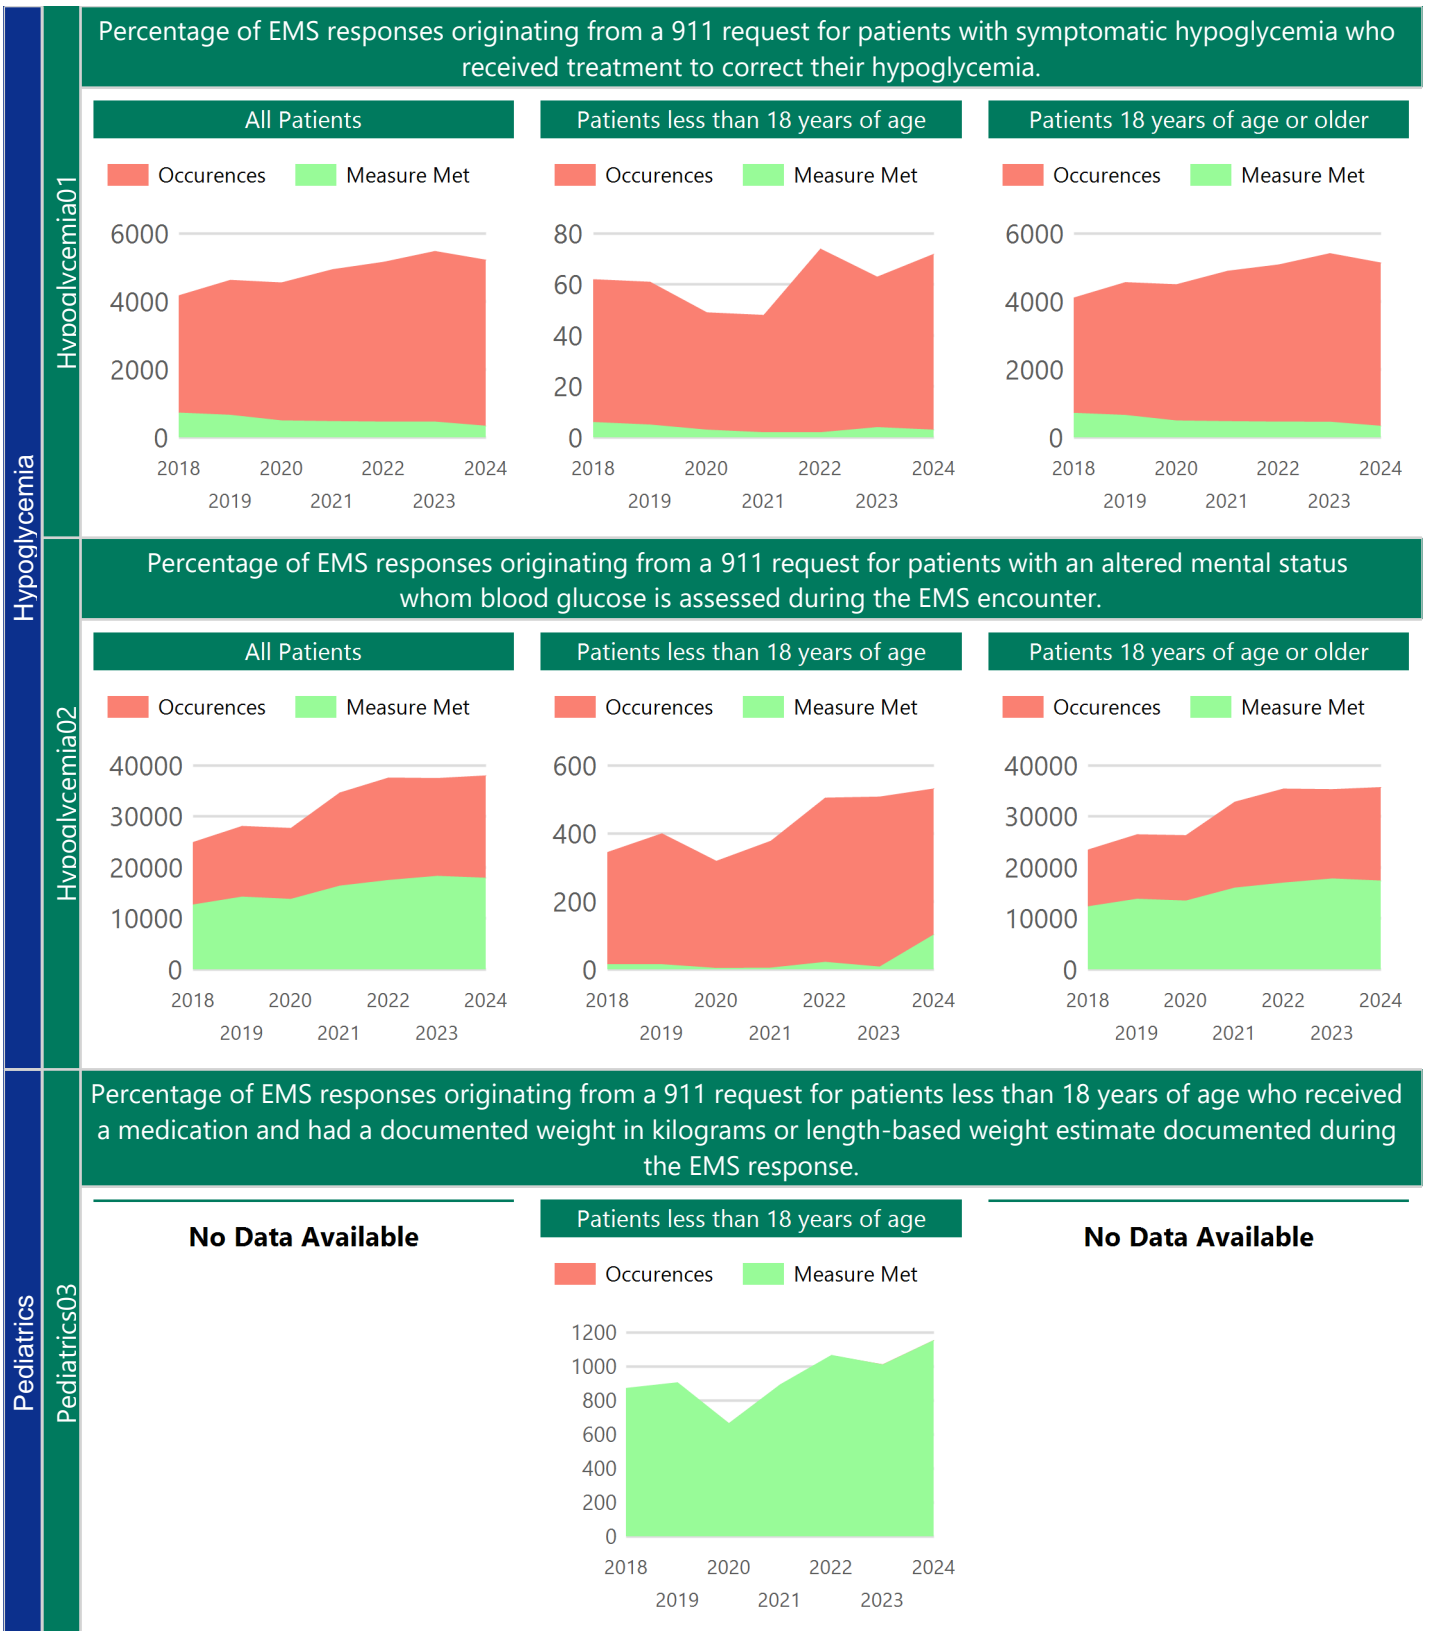 Hypoglycemia
Hypoglycemia01
Percentage of EMS responses originating from a 911 request for patients with symptomatic hypoglycemia who
received treatment to correct their hypoglycemia.
All Patients
Occurences Measure Met
6000
4000
2000
0
2018 2020 2022 2024
2019 2021 2023
Patients less than 18 years of age
Occurences Measure Met
80
60
40
20
0
2018 2020 2022 2024
2019 2021 2023
Patients 18 years of age or older
Occurences Measure Met
6000
4000
2000
0
2018 2020 2022 2024
2019 2021 2023
Hypoglycemia02
Percentage of EMS responses originating from a 911 request for patients with an altered mental status
whom blood glucose is assessed during the EMS encounter.
All Patients
Occurences Measure Met
40000
30000
20000
10000
0
2018 2020 2022 2024
2019 2021 2023
Patients less than 18 years of age
Occurences Measure Met
600
400
200
0
2018 2020 2022 2024
2019 2021 2023
Patients 18 years of age or older
Occurences Measure Met
40000
30000
20000
10000
0
2018 2020 2022 2024
2019 2021 2023
Pediatrics
Pediatrics03
Percentage of EMS responses originating from a 911 request for patients less than 18 years of age who received
a medication and had a documented weight in kilograms or length-based weight estimate documented during
the EMS response.
No Data Available
Patients less than 18 years of age
Occurences Measure Met
1200
1000
800
600
400
200
0
2018 2020 2022 2024
2019 2021 2023
No Data Available